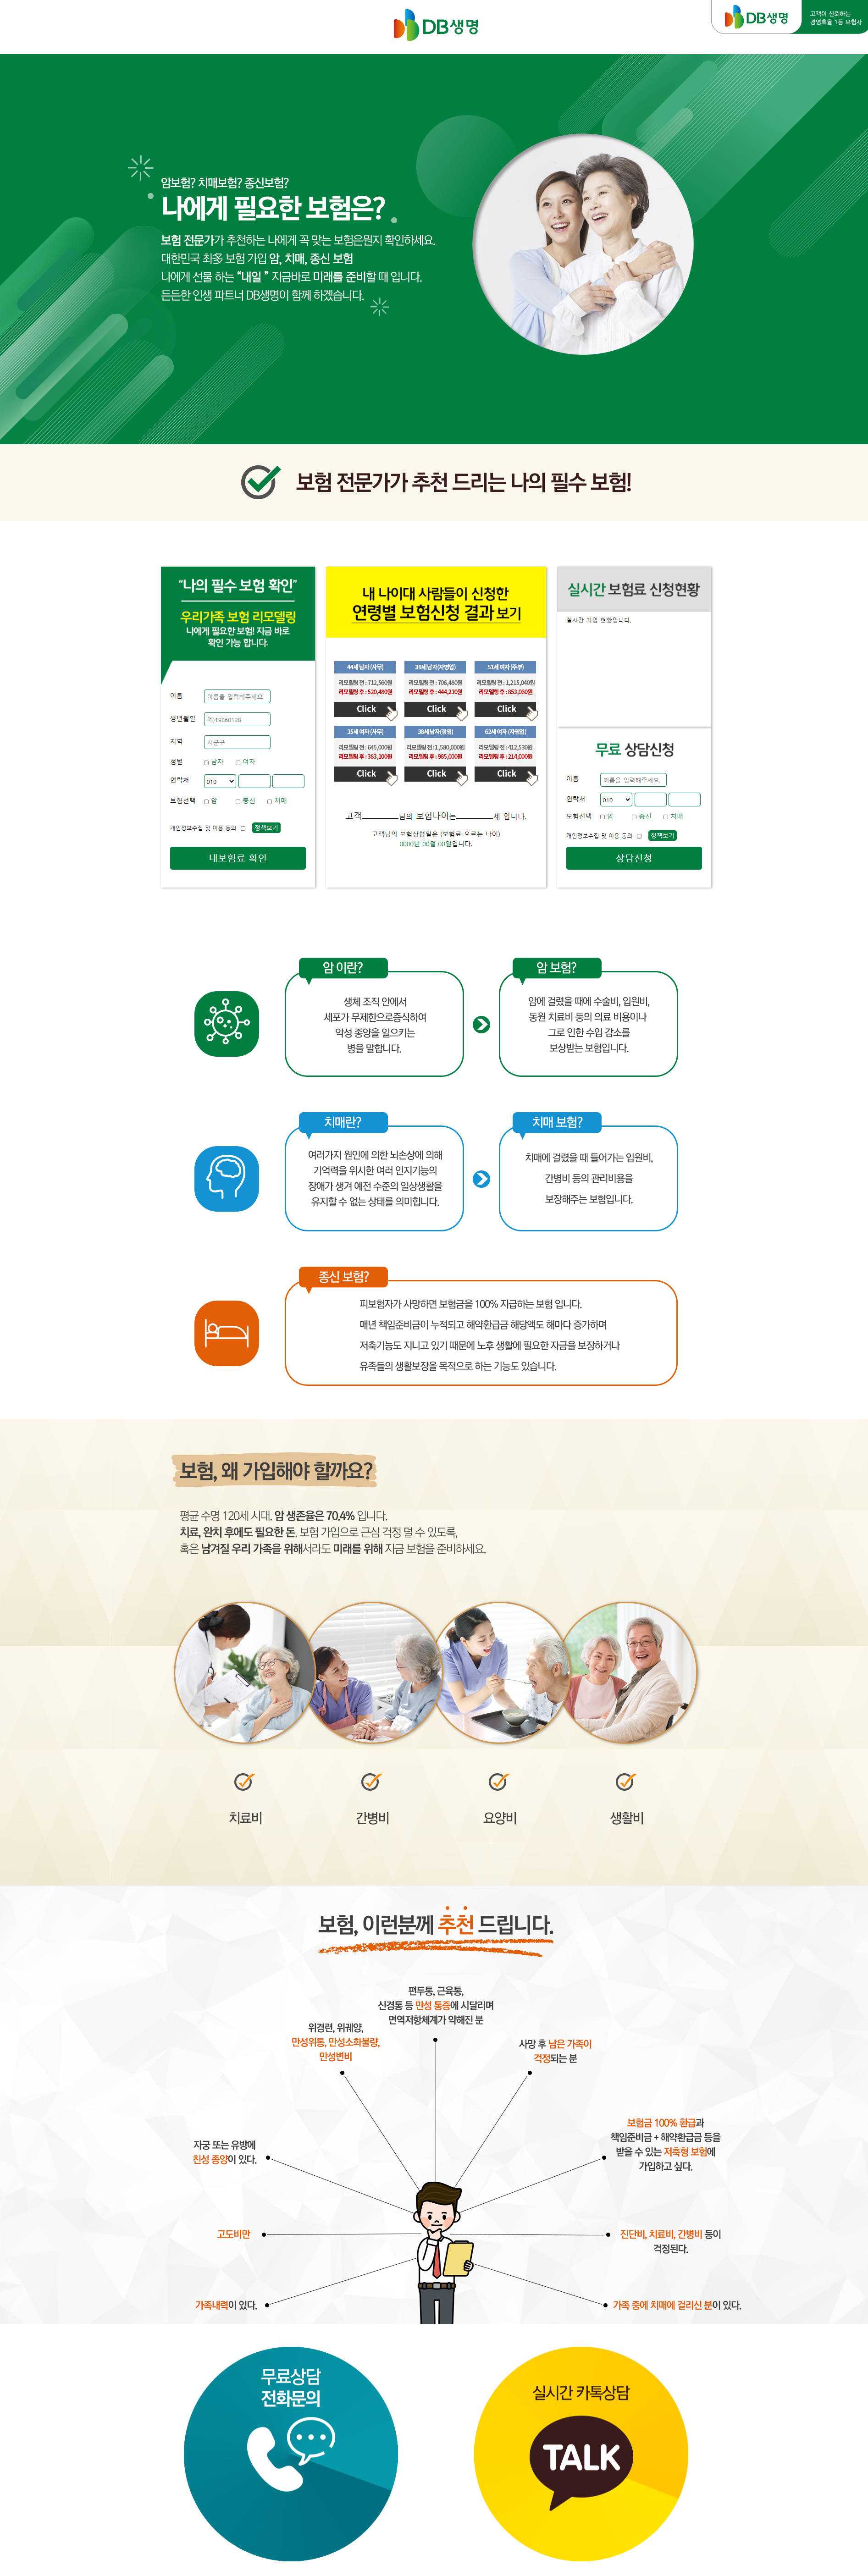 DB생명
DB생명
고객이 신뢰하는
경영효율 1등 보험사
암보험? 치매보험? 종신보험?
나에게 필요한 보험은?
보험 전문가가 추천하는 나에게 꼭 맞는 보험은뭔지 확인하세요.
대한민국 최多 보험 가입 암, 치매, 종신 보험
나에게 선물 하는 “내일 ” 지금바로 미래를 준비할 때 입니다.
든든한 인생 파트너 DB생명이 함께 하겠습니다.
보험 전문가가 추천 드리는 나의 필수 보험!
“나의 필수 보험 확인”
우리가족 보험 리모델링
나에게 필요한 보험! 지금 바로
확인 가능 합니다.
이름
이름을 입력해주세요.
생년월일
예)19860120
지역
시군구
성별 남자 여자
연락처 010
보험선택 암 종신 치매
개인정보수집 및 이용 동의 정책보기
내보험료 확인
내 나이대 사람들이 신청한
연령별 보험신청 결과 보기
44세 남자 (사무)
리모델링 전 : 712,560원
리모델링 후 : 520,480원
Click
39세 남자(자영업)
리모델링 전 : 706,480원
리모델링 후 : 444,230원
Click
51세 여자 (주부)
리모델링 전 : 1,215,040원
리모델링 후 : 853,060원
Click
35세 여자 (사무)
리모델링 전 : 645,000원
리모델링 후 : 383,100원
Click
38세 남자(경영)
리모델링 전 : 1,580,000원
리모델링 후 : 985,000원
Click
62세 여자 (자영업)
리모델링 전 : 412,530원
리모델링 후 : 214,000원
Click
고객________님의 보험나이는________세 입니다.
고객님의 보험상령일은 (보험료 오르는 나이)
0000년 00월 00일입니다.
실시간 보험료 신청현황
실시간 가입 현황입니다.
무료 상담신청
이름
이름을 입력해주세요.
연락처 010
보험선택 암 종신 치매
개인정보수집 및 이용 동의 정책보기
상담신청
암 이란?
생체 조직 안에서
세포가 무제한으로증식하여
악성 종양을 일으키는
병을 말합니다.
암 보험?
암에 걸렸을 때에 수술비, 입원비,
통원 치료비 등의 의료 비용이나
그로 인한 수입 감소를
보상받는 보험입니다.
치매란?
여러가지 원인에 의한 뇌손상에 의해
기억력을 위시한 여러 인지기능의
장애가 생겨 예전 수준의 일상생활을
유지할 수 없는 상태를 의미힙니다.
치매 보험?
치매에 걸렸을 때 들어가는 입원비,
간병비 등의 관리비용을
보장해주는 보험입니다.
종신 보험?
피보험자가 사망하면 보험금을 100% 지급하는 보험 입니다.
매년 책임준비금이 누적되고 해약환급금 해당액도 해마다 증가하며
저축기능도 지니고 있기 때문에 노후 생활에 필요한 자금을 보장하거나
유족들의 생활보장을 목적으로 하는 기능도 있습니다.
보험, 왜 가입해야 할까요?
평균 수명 120세 시대. 암 생존율은 70.4% 입니다.
치료, 완치 후에도 필요한 돈. 보험 가입으로 근심 걱정 덜 수 있도록,
혹은 남겨질 우리 가족을 위해서라도 미래를 위해 지금 보험을 준비하세요.
치료비
간병비
요양비
생활비
보험, 이런분께 추천 드립니다.
편두통, 근육통,
신경통 등 만성 통증에 시달리며
면역저항체계가 약해진 분
위경련, 위궤양,
만성위통, 만성소화불량,
만성변비
사망 후 남은 가족이
걱정되는 분
자궁 또는 유방에
친성 종양이 있다.
보험금 100% 환급과
책임준비금 + 해약환급금 등을
받을 수 있는 저축형 보험에
가입하고 싶다.
고도비만
진단비, 치료비, 간병비 등이
걱정된다.
가족내력이 있다.
가족 중에 치매에 걸리신 분이 있다.
무료상담
전화문의
실시간 카톡상담
TALK